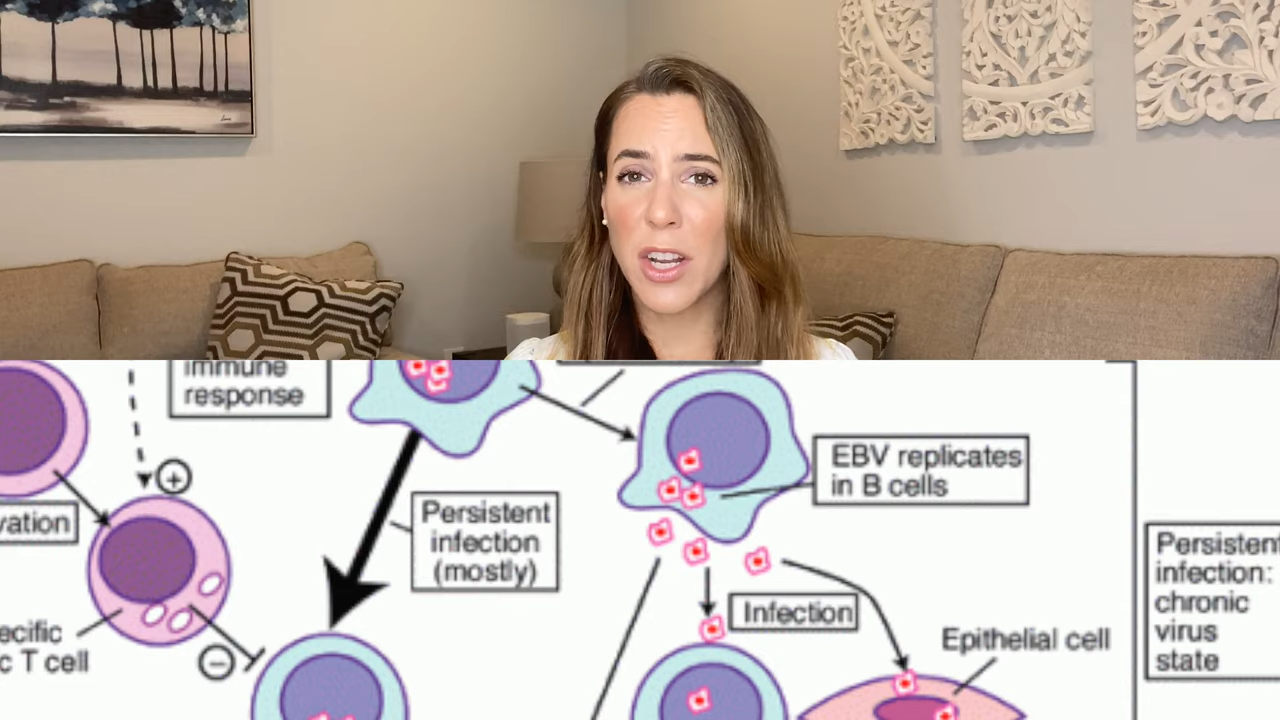 immune
response
EBV replicates
in B cells
Persistent
infection
(mostly)
vation
Persistent
infection:
chronic
virus
state
Infection
ecific
c T cell
Epithelial cell
+
−